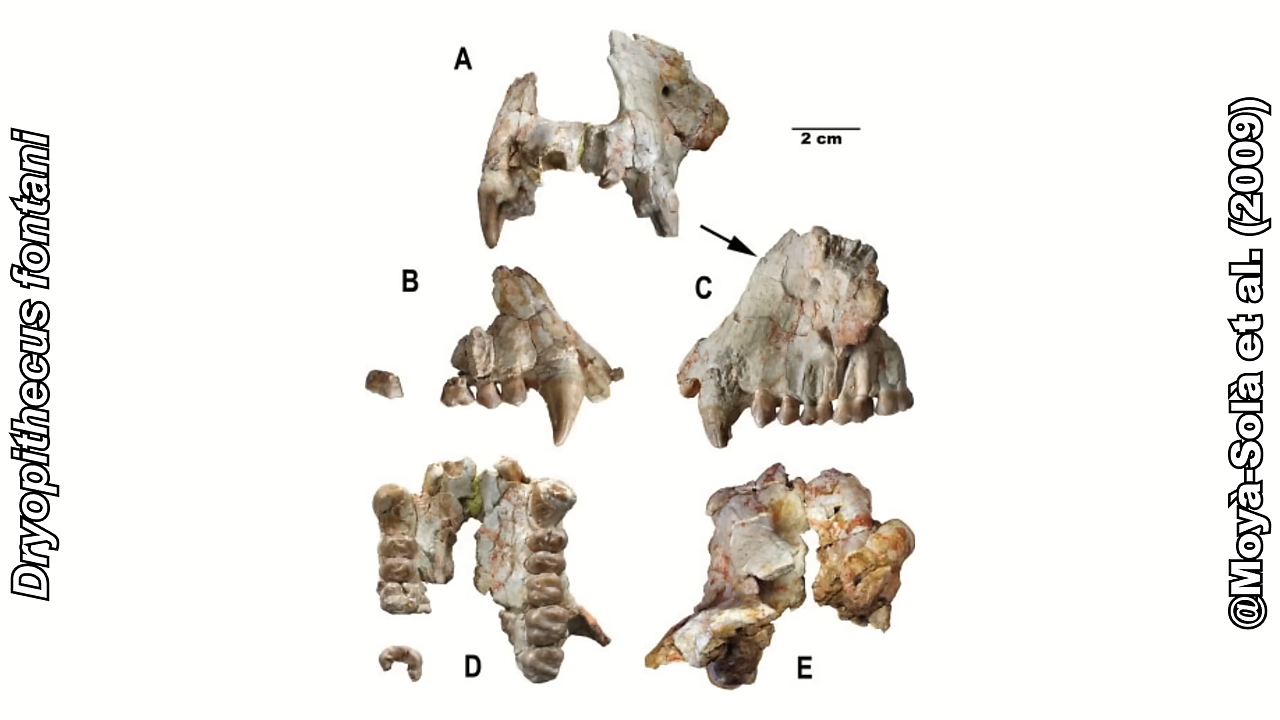 Dryopithecus fontani
A
2 cm
B
C
D
E
@Moyà-Solà et al. (2009)